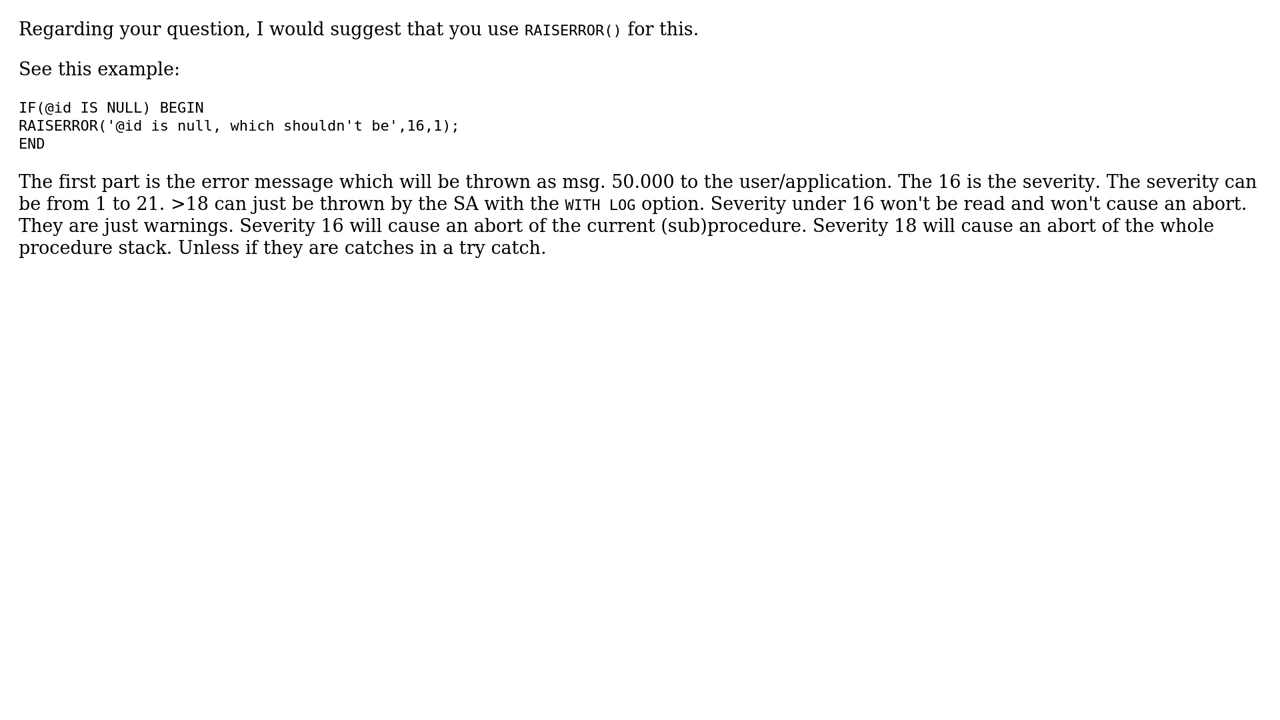 Regarding your question, I would suggest that you use RAISERROR() for this.
See this example:
IF(@id IS NULL) BEGIN
RAISERROR('@id is null, which shouldn't be',16,1);
END
The first part is the error message which will be thrown as msg. 50.000 to the user/application. The 16 is the severity. The severity can
be from 1 to 21. >18 can just be thrown by the SA with the WITH LOG option. Severity under 16 won't be read and won't cause an abort.
They are just warnings. Severity 16 will cause an abort of the current (sub)procedure. Severity 18 will cause an abort of the whole
procedure stack. Unless if they are catches in a try catch.